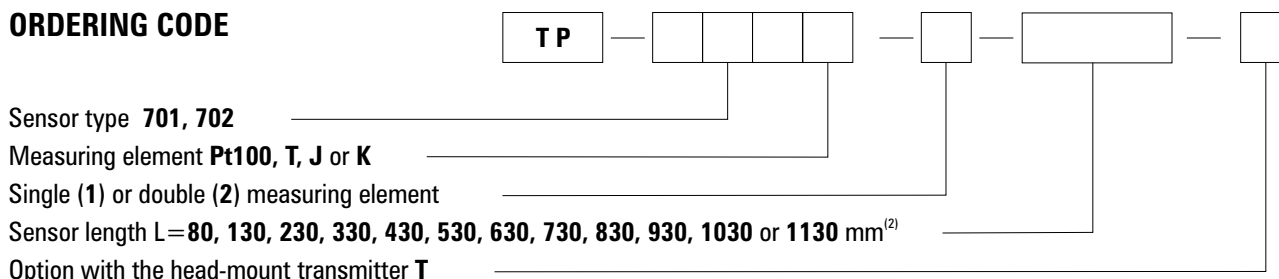 ORDERING CODE
T P
Sensor type 701, 702
Measuring element Pt100, T, J or K
Single (1) or double (2) measuring element
Sensor length L=80, 130, 230, 330, 430, 530, 630, 730, 830, 930, 1030 or 1130 mm(2)
Option with the head-mount transmitter T